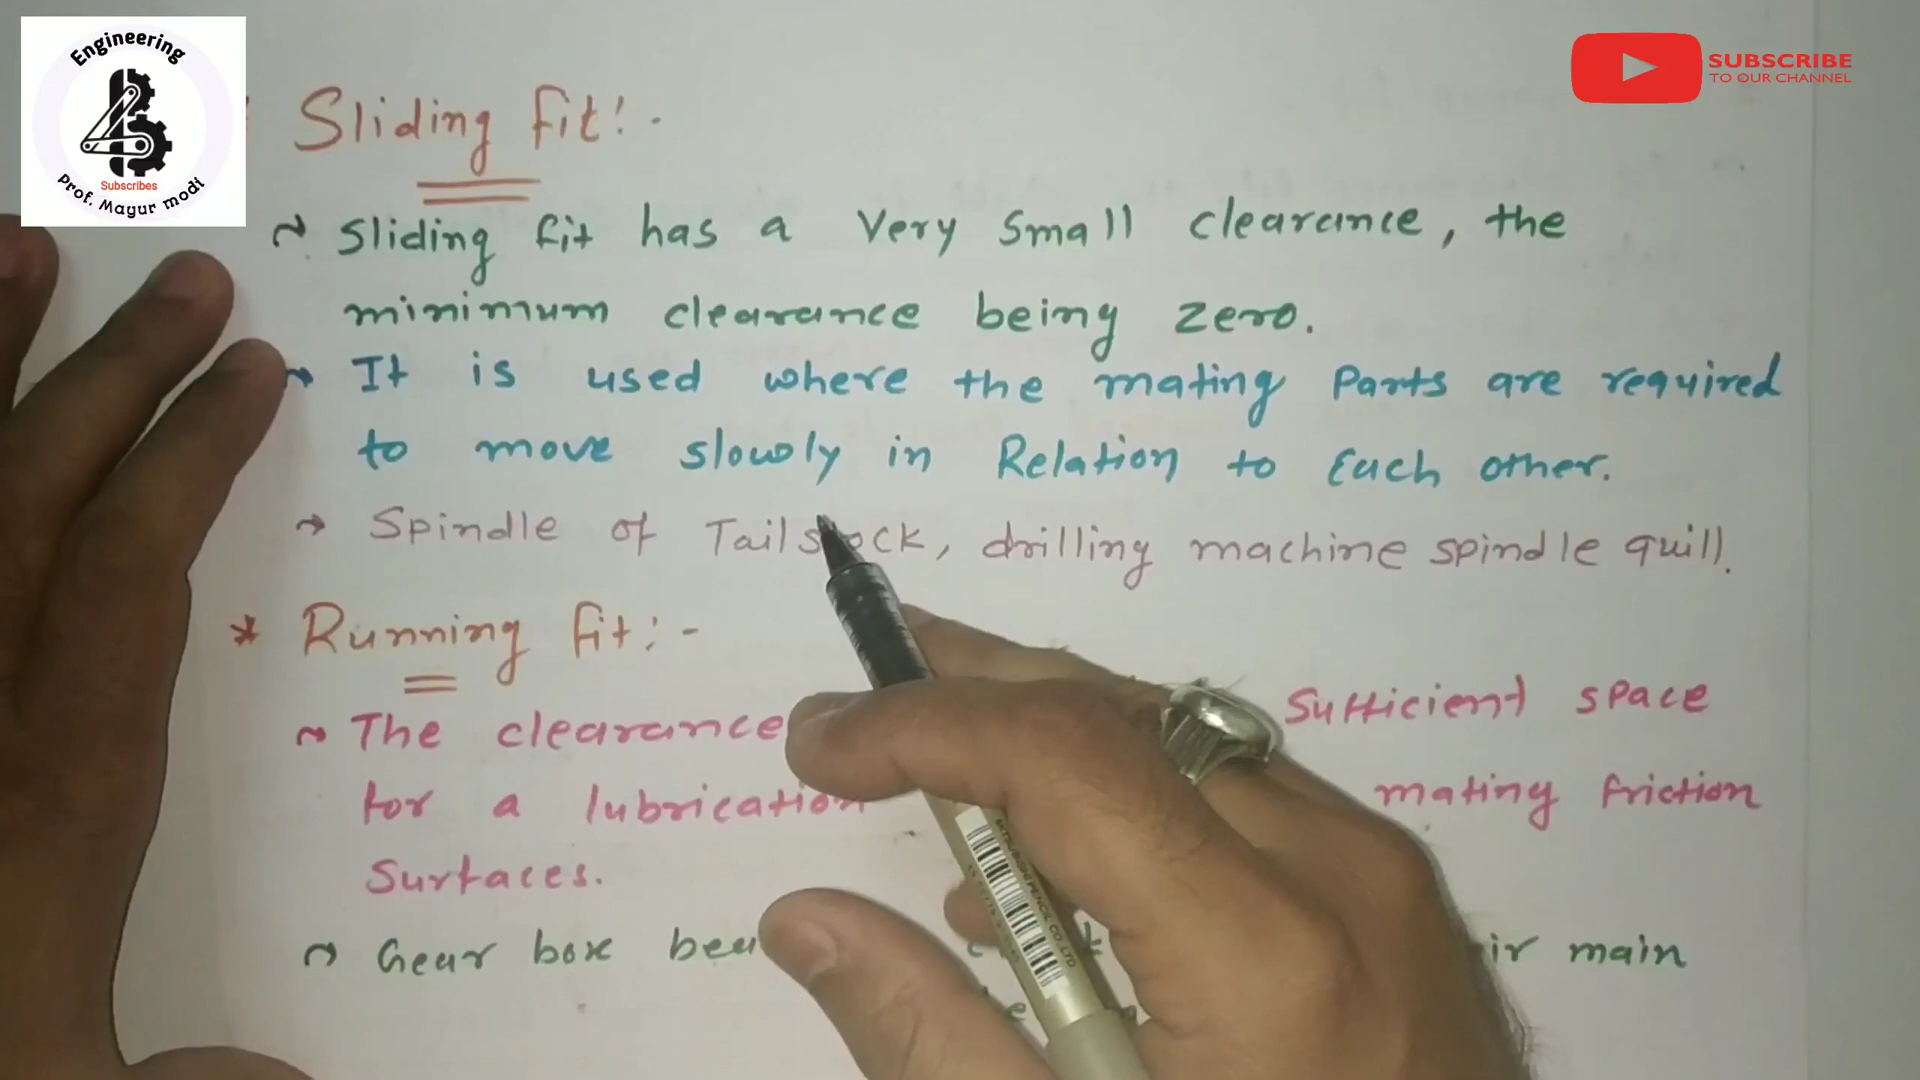 Engineering
Subscribes
Prof. Mayur modi
SUBSCRIBE
TO OUR CHANNEL
Sliding fit:-
Sliding fit has a very small clearance, the
minimum clearance being zero.
It is used where the mating Parts are required
to move slowly in Relation to Each other.
→ Spindle of Tailstock, drilling machine spindle quill.
* Running fit:-
The clearance Sufficient space
for a lubrication mating friction
Surfaces.
Gear box main